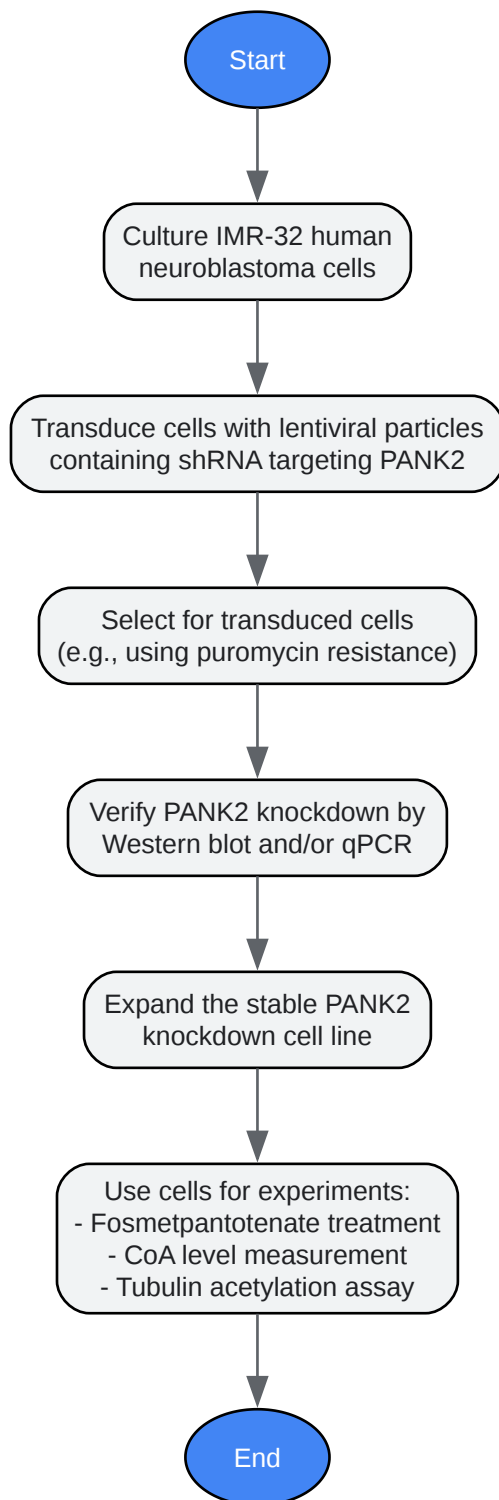 Start
Culture IMR-32 human
neuroblastoma cells
Transduce cells with lentiviral particles
containing shRNA targeting PANK2
Select for transduced cells
(e.g., using puromycin resistance)
Verify PANK2 knockdown by
Western blot and/or qPCR
Expand the stable PANK2
knockdown cell line
Use cells for experiments:
- Fosmetpantotenate treatment
- CoA level measurement
- Tubulin acetylation assay
End